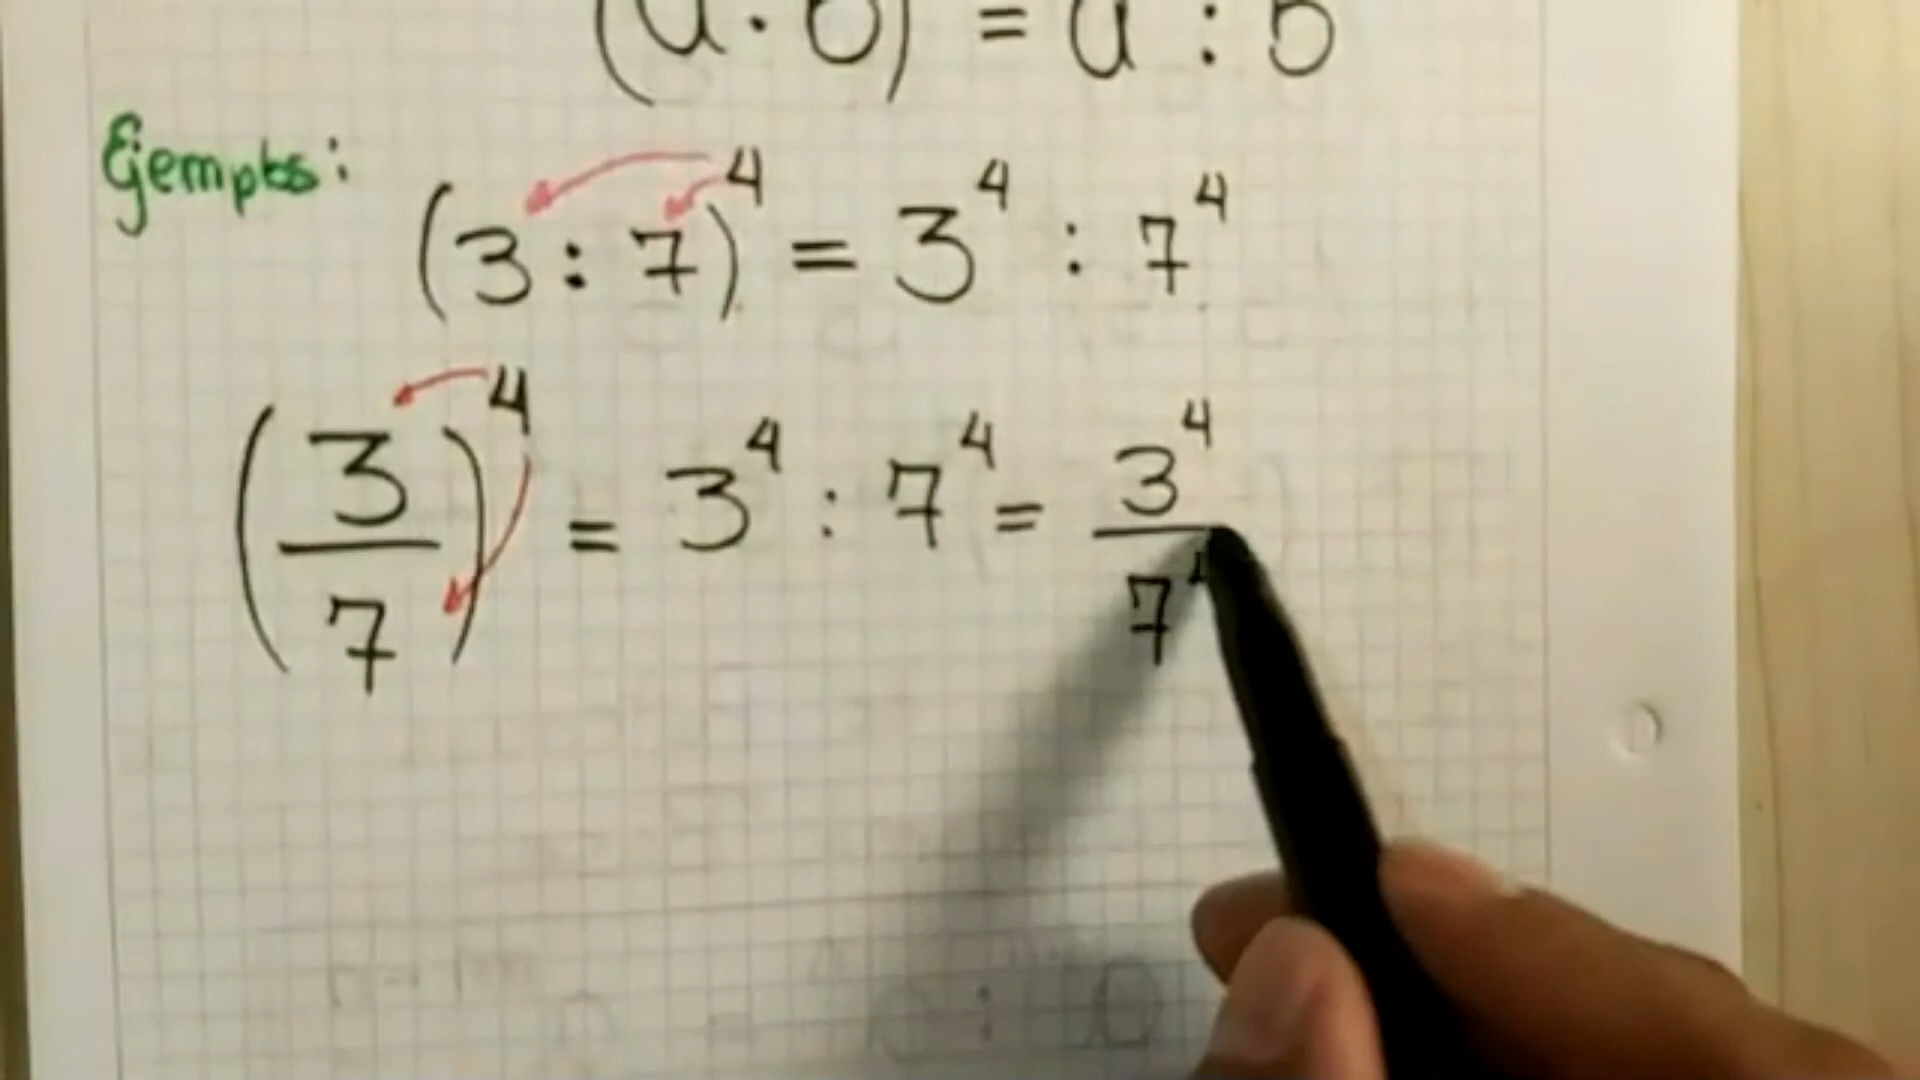 (a · b) = a : b
Ejemplos:
(3 : 7)⁴ = 3⁴ : 7⁴
(3/7)⁴ = 3⁴ : 7⁴ = 3⁴/7⁴